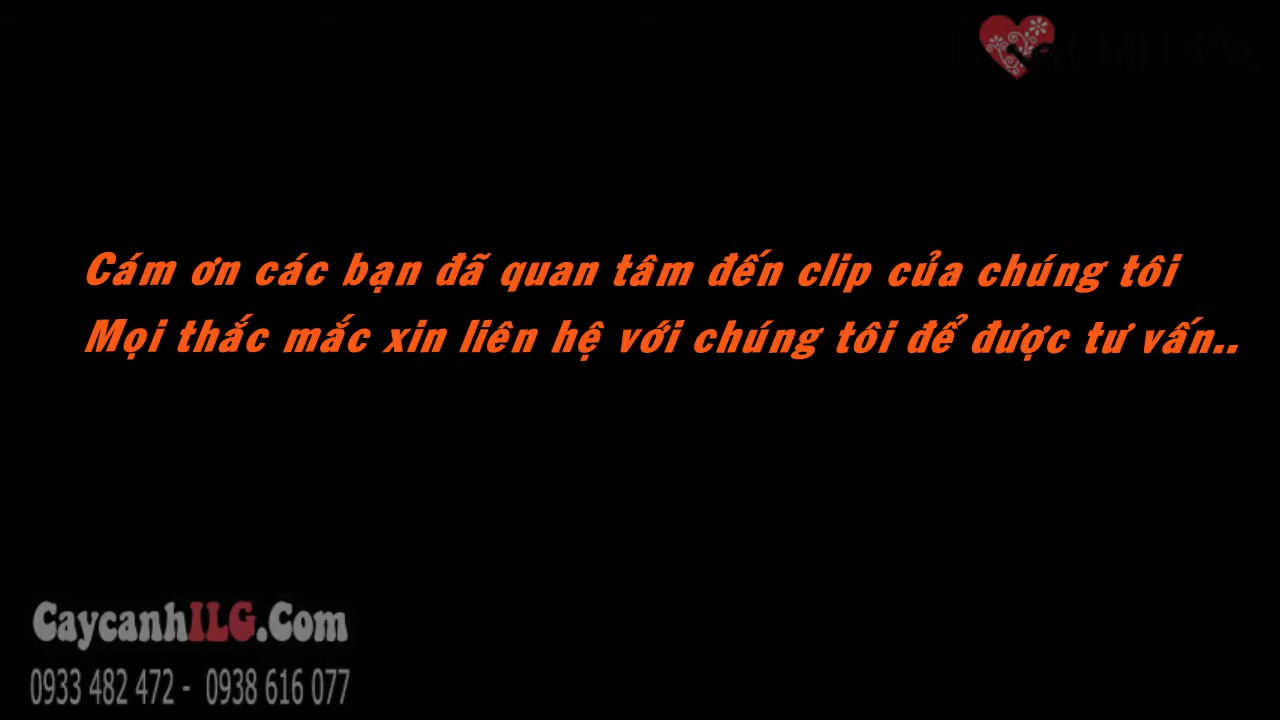 Cám ơn các bạn đã quan tâm đến clip của chúng tôi
Mọi thắc mắc xin liên hệ với chúng tôi để được tư vấn..
CaycanhILG.Com
0933 482 472 - 0938 616 077